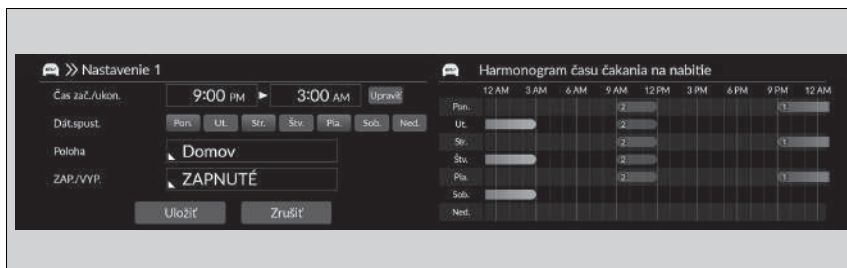 Nastavenie 1
Čas zač./ukon.
9:00 PM ► 3:00 AM Upraviť
Dát.spust.
Pon. Ut. Str. Štv. Pia. Sob. Ned.
Poloha
Domov
ZAP./VYP.
ZAPNUTÉ
Uložiť Zrušiť
Harmonogram času čakania na nabitie
12 AM 3 AM 6 AM 9 AM 12 PM 3 PM 6 PM 9 PM 12 AM
Pon. 2 1
Ut. 2
Str. 2 1
Štv. 2
Pia. 2 1
Sob.
Ned.